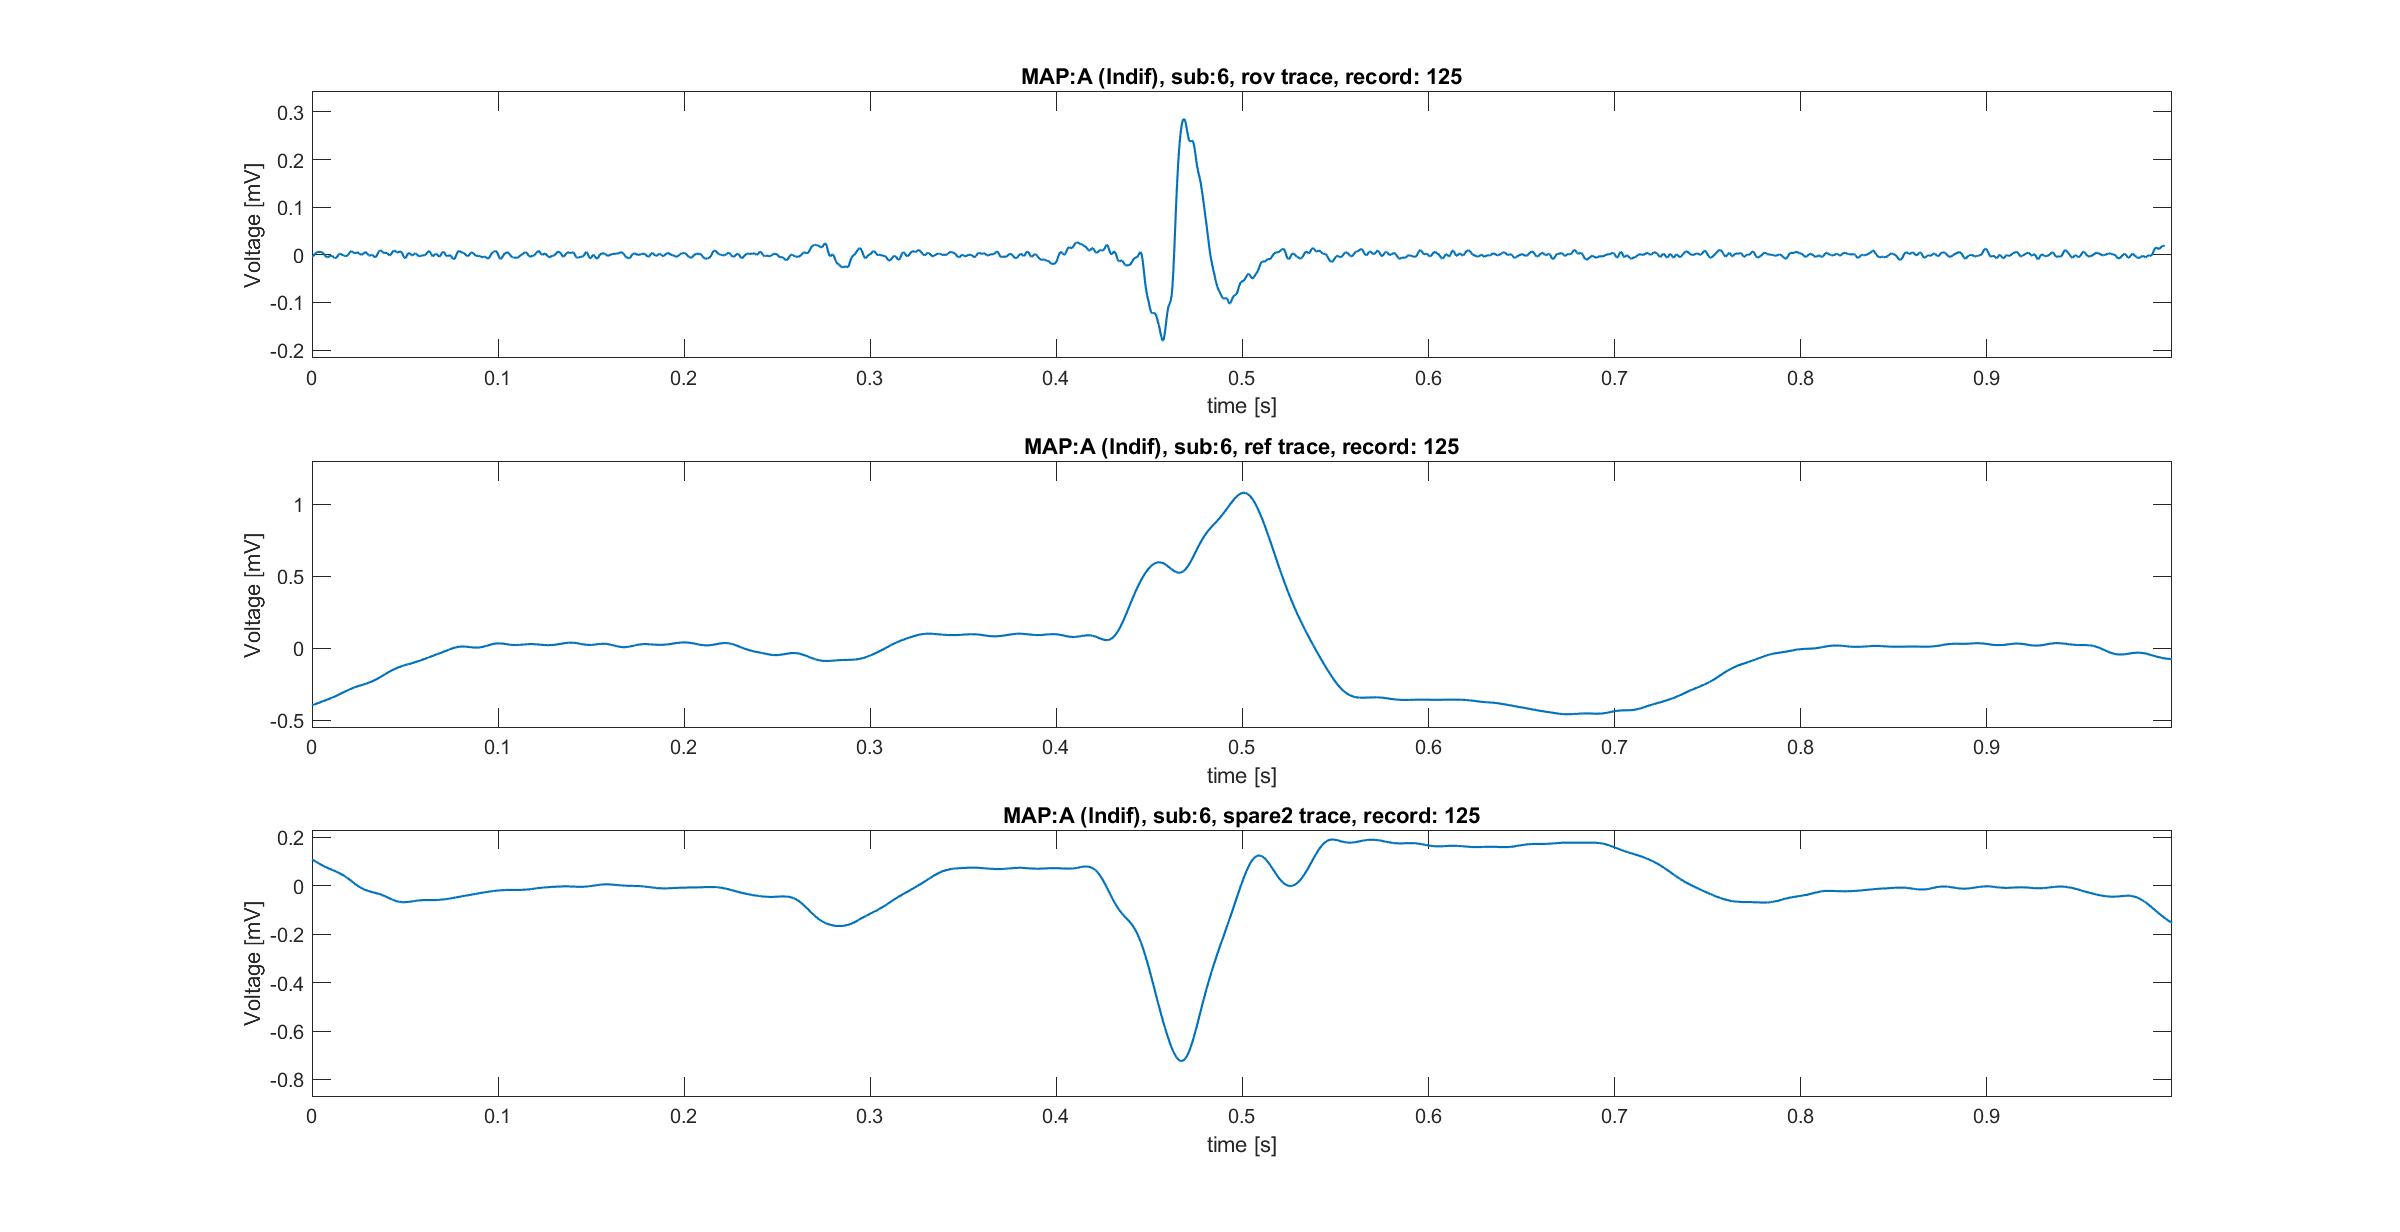 MAP:A (Indif), sub:6, rov trace, record: 125
Voltage [mV]
0.3
0.2
0.1
0
-0.1
-0.2
0 0.1 0.2 0.3 0.4 0.5 0.6 0.7 0.8 0.9
time [s]
MAP:A (Indif), sub:6, ref trace, record: 125
Voltage [mV]
1
0.5
0
-0.5
0 0.1 0.2 0.3 0.4 0.5 0.6 0.7 0.8 0.9
time [s]
MAP:A (Indif), sub:6, spare2 trace, record: 125
Voltage [mV]
0.2
0
-0.2
-0.4
-0.6
-0.8
0 0.1 0.2 0.3 0.4 0.5 0.6 0.7 0.8 0.9
time [s]